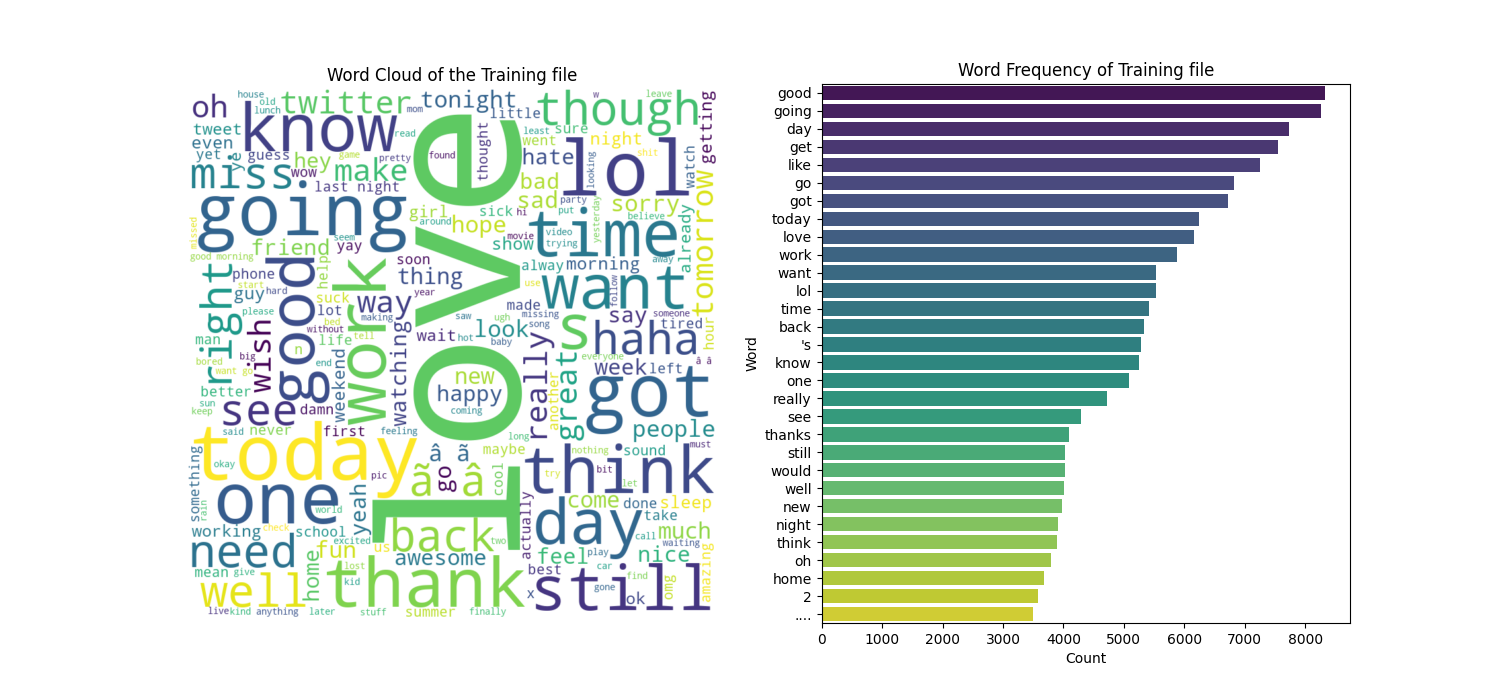 Word Cloud of the Training file
house
old
lunch
oh
twitter
tonight
mom
little
though
w
leave
getting
tweet
know
read
least
sure
even
went
night
yet
ye
guess
hey
game
pretty
found
thought
hate
lol
shit
looking
watch
miss
wow
make
last night
bad
tomorrow
going
girl
around
hope
sick
hi
sad
party
put
sorry
yesterday
believe
already
missed
seem
yay
friend
show
movie
time
video
trying
good morning
love
soon
thing
alway
morning
away
right
phone
start
guy
hard
good
help
work
year
want
use
follow
please
suck
lot
way
making
made
missing
song
say
someone
tired
hour
man
wish
without
bed
tell
life
watching
wait
saw
hot
ugh
look
baby
s
haha
bored
big
n
end
weekend
really
great
everyone
â â
want go
new
week
left
better
happy
another
got
sun
keep
see
damn
coming
said
never
first
feeling
long
people
today
okay
â
ã
maybe
nothing
sound
must
something
pic
ã
go
â
cool
think
try
bit
let
one
rain
world
yeah
come
done
sleep
working
check
school
excited
back
two
actually
day
take
call
much
waiting
need
fun
us
awesome
feel
play
nice
mean
give
home
lost
kid
thank
best
car
find
amazing
well
x
still
gone
ok
omg
live
kind
anything
later
stuff
summer
finally
Word Frequency of Training file
Word
good
going
day
get
like
go
got
today
love
work
want
lol
time
back
's
know
one
really
see
thanks
still
would
well
new
night
think
oh
home
2
....
0 1000 2000 3000 4000 5000 6000 7000 8000
Count